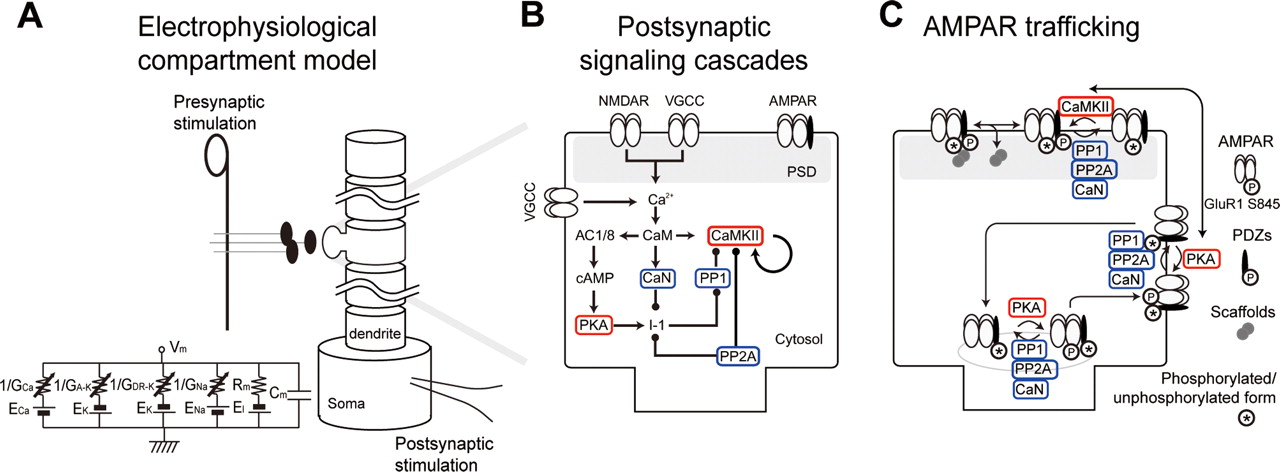 A
Electrophysiological
compartment model
Presynaptic
stimulation
dendrite
Soma
Postsynaptic
stimulation
Vm
1/GCa
1/GA-K
1/GDR-K
1/GNa
Rm
Cm
ECa
EK
EK
ENa
El
B
Postsynaptic
signaling cascades
NMDAR
VGCC
AMPAR
PSD
VGCC
Ca2+
AC1/8
CaM
CaMKII
cAMP
CaN
PP1
PKA
I-1
Cytosol
PP2A
C
AMPAR trafficking
CaMKII
P
*
*
P
*
PP1
PP2A
CaN
PP1
*
PP2A
PKA
CaN
P
*
PKA
*
PP1
P
*
PP2A
CaN
AMPAR
P
GluR1 S845
PDZs
P
Scaffolds
Phosphorylated/
unphosphorylated form
*